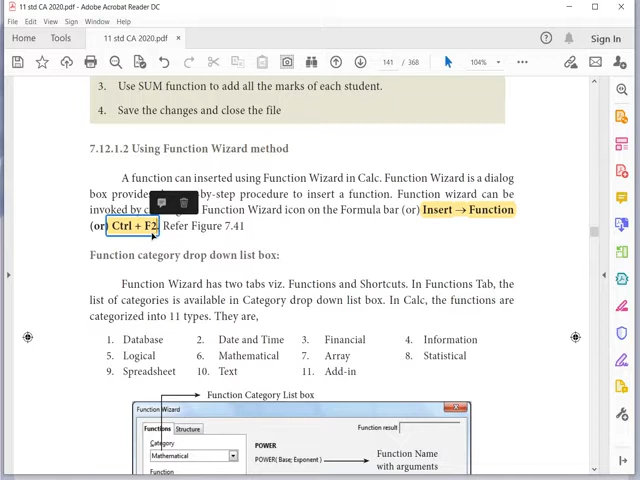 11 std CA 2020.pdf - Adobe Acrobat Reader DC
File Edit View Sign Window Help
Home Tools 11 std CA 2020.pdf × Sign In
141 / 368 104%
3. Use SUM function to add all the marks of each student.
4. Save the changes and close the file
7.12.1.2 Using Function Wizard method
A function can inserted using Function Wizard in Calc. Function Wizard is a dialog
box provides by-step procedure to insert a function. Function wizard can be
invoked by Function Wizard icon on the Formula bar (or) Insert → Function
(or) Ctrl + F2. Refer Figure 7.41
Function category drop down list box:
Function Wizard has two tabs viz. Functions and Shortcuts. In Functions Tab, the
list of categories is available in Category drop down list box. In Calc, the functions are
categorized into 11 types. They are,
1. Database 2. Date and Time 3. Financial 4. Information
5. Logical 6. Mathematical 7. Array 8. Statistical
9. Spreadsheet 10. Text 11. Add-in
Function Category List box
Function Wizard
Functions Structure Function result
Category
Mathematical
POWER
POWER( Base; Exponent )
Function Name
with arguments
Function